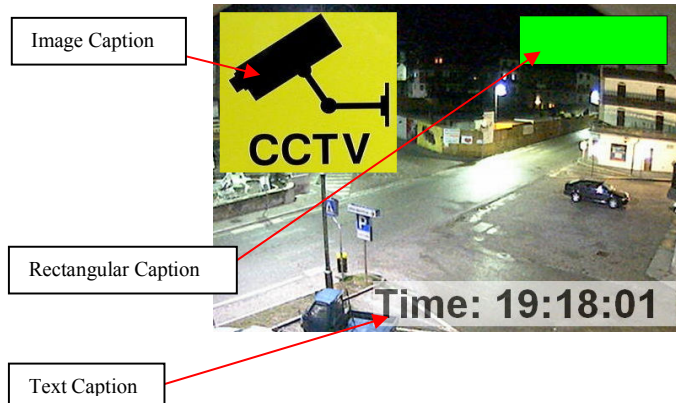 Image Caption
CCTV
P
Rectangular Caption
Time: 19:18:01
Text Caption